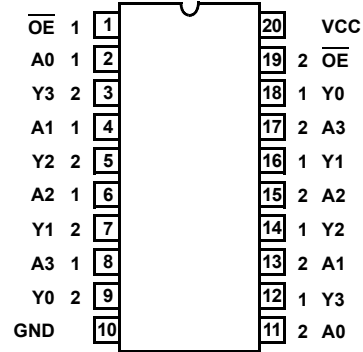 OE 1 1 20 VCC
A0 1 2 19 2 OE
Y3 2 3 18 1 Y0
A1 1 4 17 2 A3
Y2 2 5 16 1 Y1
A2 1 6 15 2 A2
Y1 2 7 14 1 Y2
A3 1 8 13 2 A1
Y0 2 9 12 1 Y3
GND 10 11 2 A0